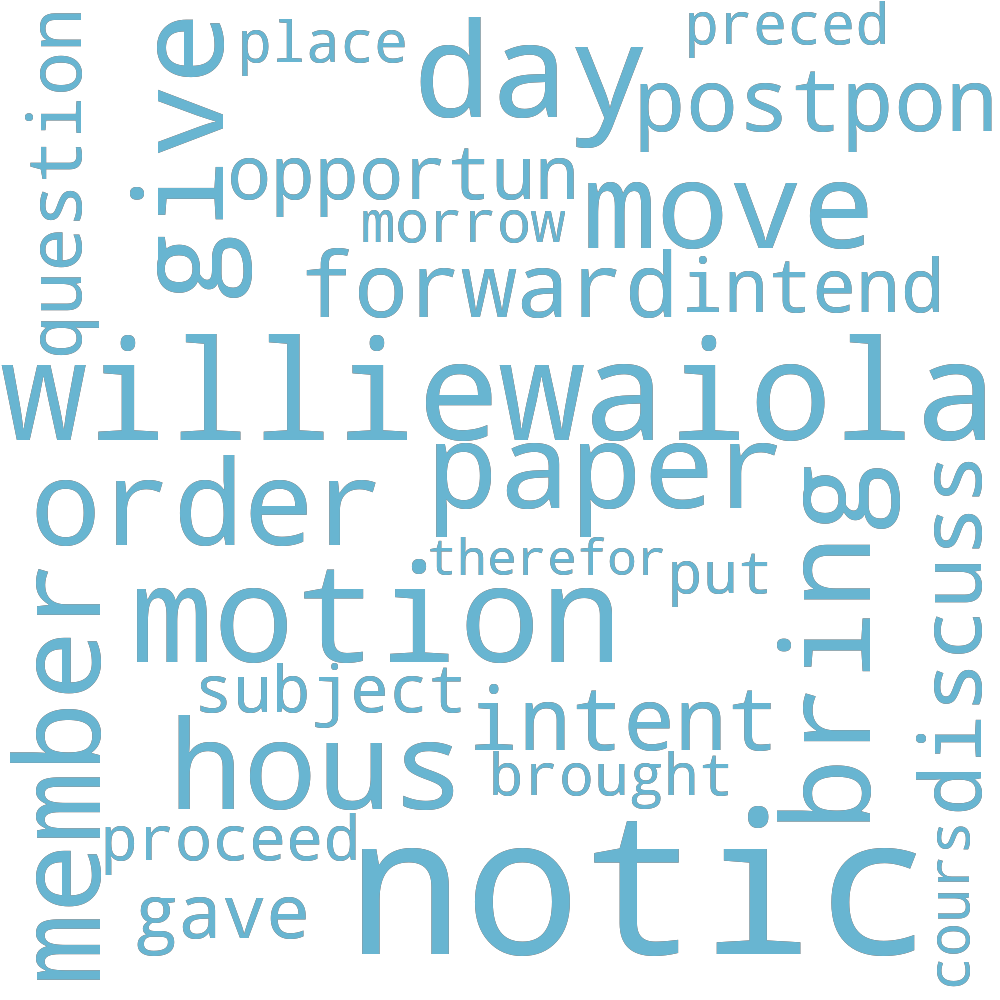 preced
place
day
postpon
question
give
opportun
morrow
move
forward
intend
williewaiola
paper
order
therefor
put
motion
bring
discuss
member
subject
intent
hous
brought
proceed
notic
gave
cours